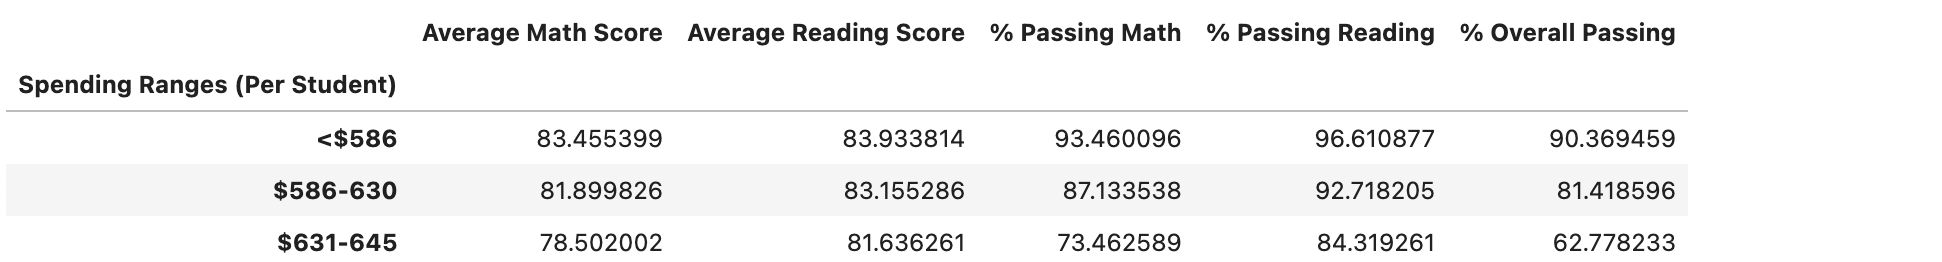 Average Math Score Average Reading Score % Passing Math % Passing Reading % Overall Passing
Spending Ranges (Per Student)
<$586 83.455399 83.933814 93.460096 96.610877 90.369459
$586-630 81.899826 83.155286 87.133538 92.718205 81.418596
$631-645 78.502002 81.636261 73.462589 84.319261 62.778233